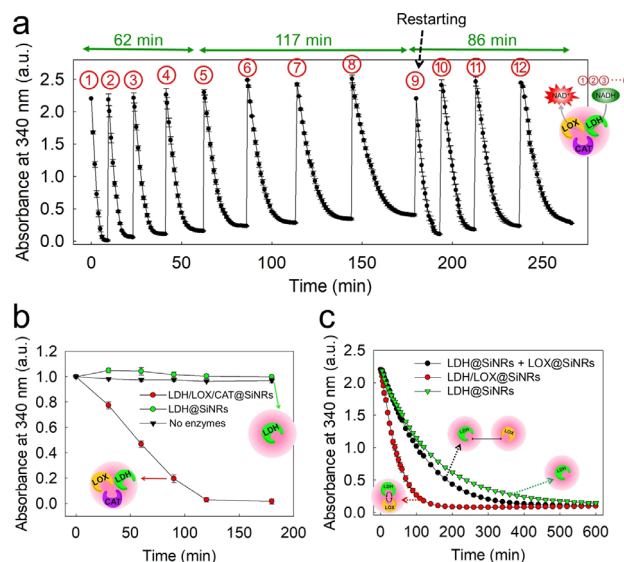 a
Restarting
62 min
117 min
86 min
1
2
3
4
5
6
7
8
9
10
11
12
1 2 3
NAD⁺
NADH
LOX
LDH
CAT
Absorbance at 340 nm (a.u.)
2.5
2.0
1.5
1.0
0.5
0.0
0
50
100
150
200
250
Time (min)
b
Absorbance at 340 nm (a.u.)
1.2
1.0
0.8
0.6
0.4
0.2
0.0
LDH/LOX/CAT@SiNRs
LDH@SiNRs
No enzymes
LDH
LOX
LDH
CAT
0
60
120
180
Time (min)
c
Absorbance at 340 nm (a.u.)
2.5
2.0
1.5
1.0
0.5
0.0
LDH@SiNRs + LOX@SiNRs
LDH/LOX@SiNRs
LDH@SiNRs
LDH
LOX
LDH
LDH
LOX
0
100
200
300
400
500
600
Time (min)